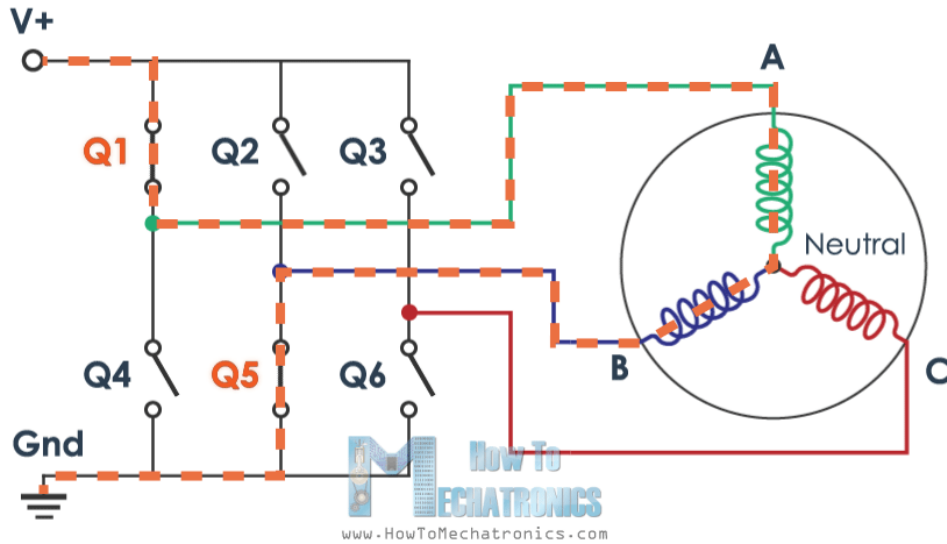 V+
A
Q1
Q2
Q3
Neutral
Q4
Q5
Q6
B
C
Gnd
How To
MECHATRONICS
www.HowToMechatronics.com